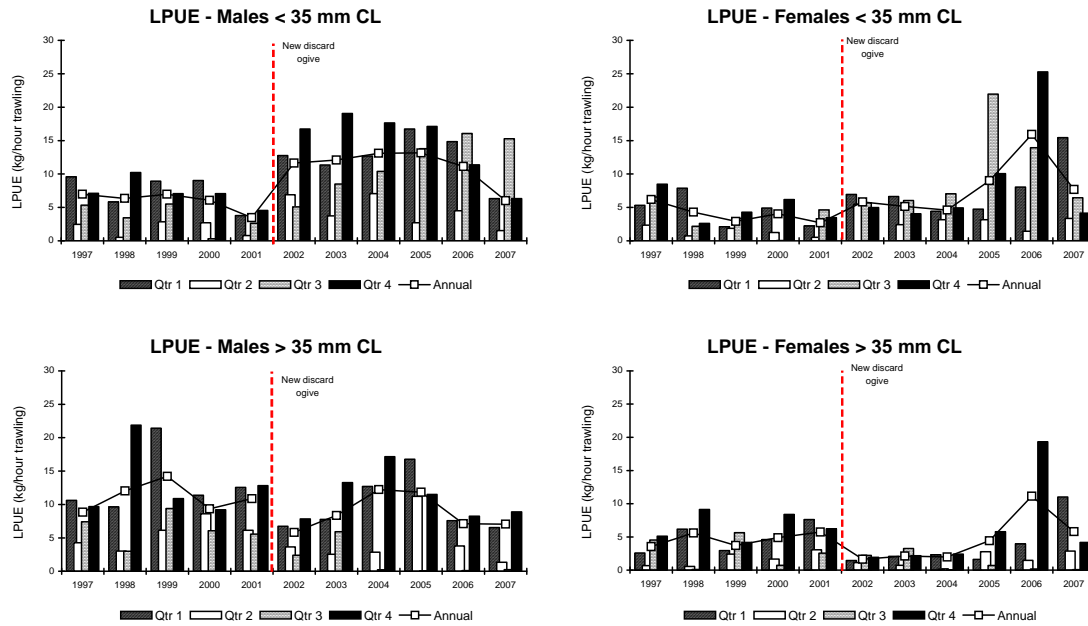 LPUE - Males < 35 mm CL
New discard
ogive
LPUE (kg/hour trawling)
30
25
20
15
10
5
0
1997 1998 1999 2000 2001 2002 2003 2004 2005 2006 2007
Qtr 1 Qtr 2 Qtr 3 Qtr 4 Annual
LPUE - Females < 35 mm CL
New discard
ogive
LPUE (kg/hour trawling)
30
25
20
15
10
5
0
1997 1998 1999 2000 2001 2002 2003 2004 2005 2006 2007
Qtr 1 Qtr 2 Qtr 3 Qtr 4 Annual
LPUE - Males > 35 mm CL
New discard
ogive
LPUE (kg/hour trawling)
30
25
20
15
10
5
0
1997 1998 1999 2000 2001 2002 2003 2004 2005 2006 2007
Qtr 1 Qtr 2 Qtr 3 Qtr 4 Annual
LPUE - Females > 35 mm CL
New discard
ogive
LPUE (kg/hour trawling)
30
25
20
15
10
5
0
1997 1998 1999 2000 2001 2002 2003 2004 2005 2006 2007
Qtr 1 Qtr 2 Qtr 3 Qtr 4 Annual